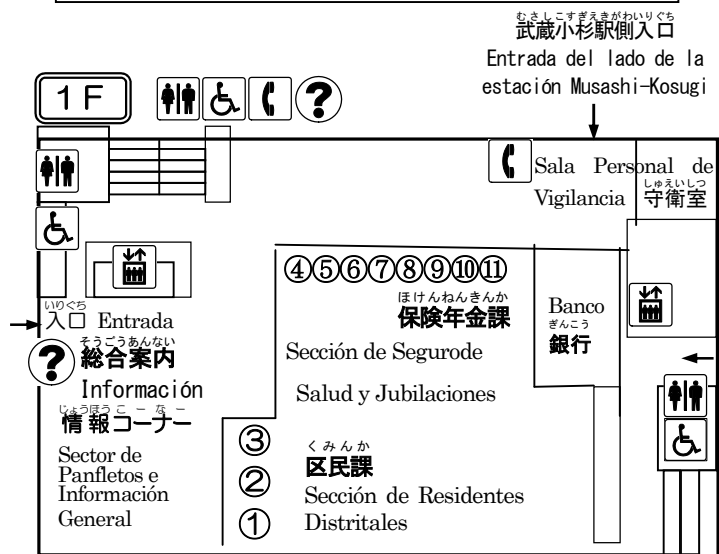 むさしこすぎえきがわいりぐち
武蔵小杉駅側入口
Entrada del lado de la
estación Musashi-Kosugi
1F
?
Sala Personal de
Vigilancia
しゅえいしつ
守衛室
いりぐち
入口 Entrada
?
そうごうあんない
総合案内
Información
じょうほうこーなー
情報コーナー
Sector de
Panfletos e
Información
General
④⑤⑥⑦⑧⑨⑩⑪
ほけんねんきんか
保険年金課
Sección de Segurode
Salud y Jubilaciones
Banco
ぎんこう
銀行
③
②
①
くみんか
区民課
Sección de Residentes
Distritales